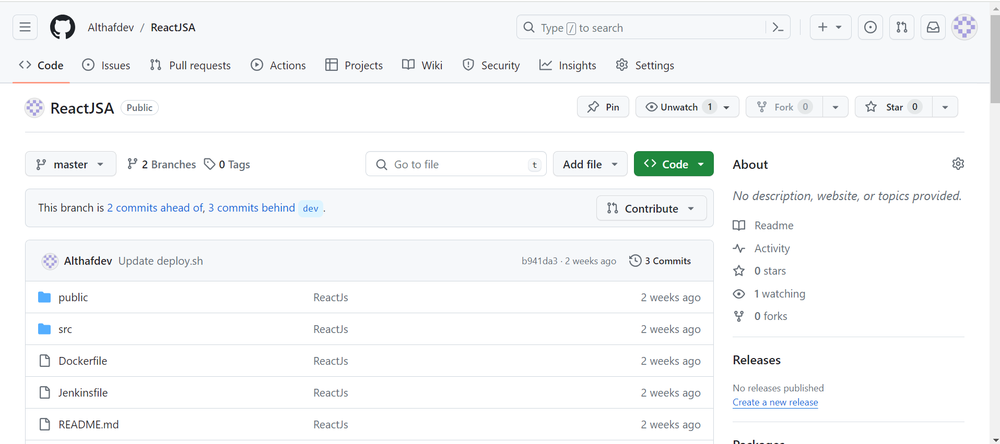 Althafdev / ReactJSA
Type / to search
Code Issues Pull requests Actions Projects Wiki Security Insights Settings
ReactJSA Public
Pin Unwatch 1 Fork 0 Star 0
master 2 Branches 0 Tags
Go to file t Add file Code
This branch is 2 commits ahead of, 3 commits behind dev.
Contribute
Althafdev Update deploy.sh b941da3 · 2 weeks ago 3 Commits
public ReactJs 2 weeks ago
src ReactJs 2 weeks ago
Dockerfile ReactJs 2 weeks ago
Jenkinsfile ReactJs 2 weeks ago
README.md ReactJs 2 weeks ago
About
No description, website, or topics provided.
Readme
Activity
0 stars
1 watching
0 forks
Releases
No releases published
Create a new release
Packages